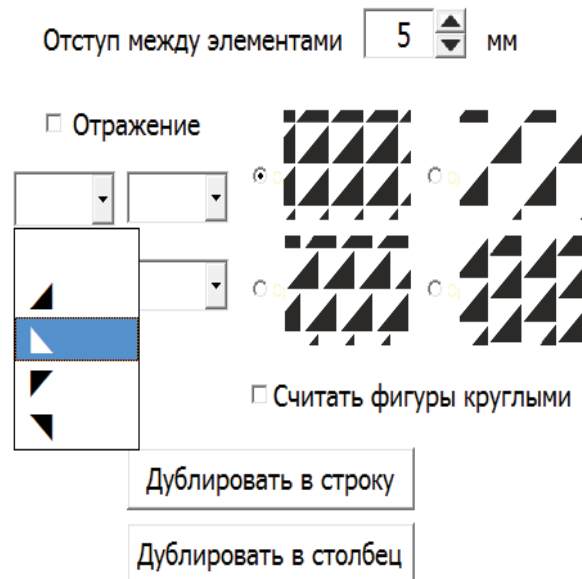 Отступ между элементами 5 мм
Отражение
Считать фигуры круглыми
Дублировать в строку
Дублировать в столбец